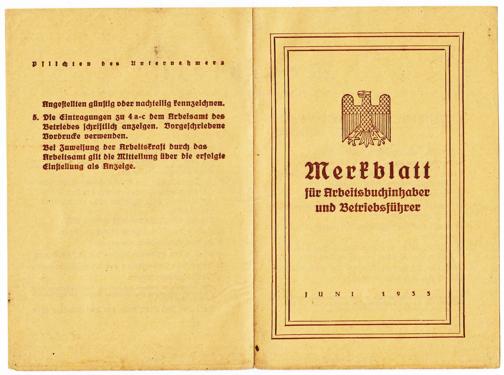 Pflichten des Unternehmers
Angestellten günstig oder nachteilig kennzeichnen.
5. Die Eintragungen zu 4 a-c dem Arbeitsamt des
Betriebes schriftlich anzeigen. Vorgeschriebene
Vordrucke verwenden.
Bei Zuweisung der Arbeitskraft durch das
Arbeitsamt gilt die Mitteilung über die erfolgte
Einstellung als Anzeige.
Merkblatt
für Arbeitsbuchinhaber
und Betriebsführer
JUNI 1935